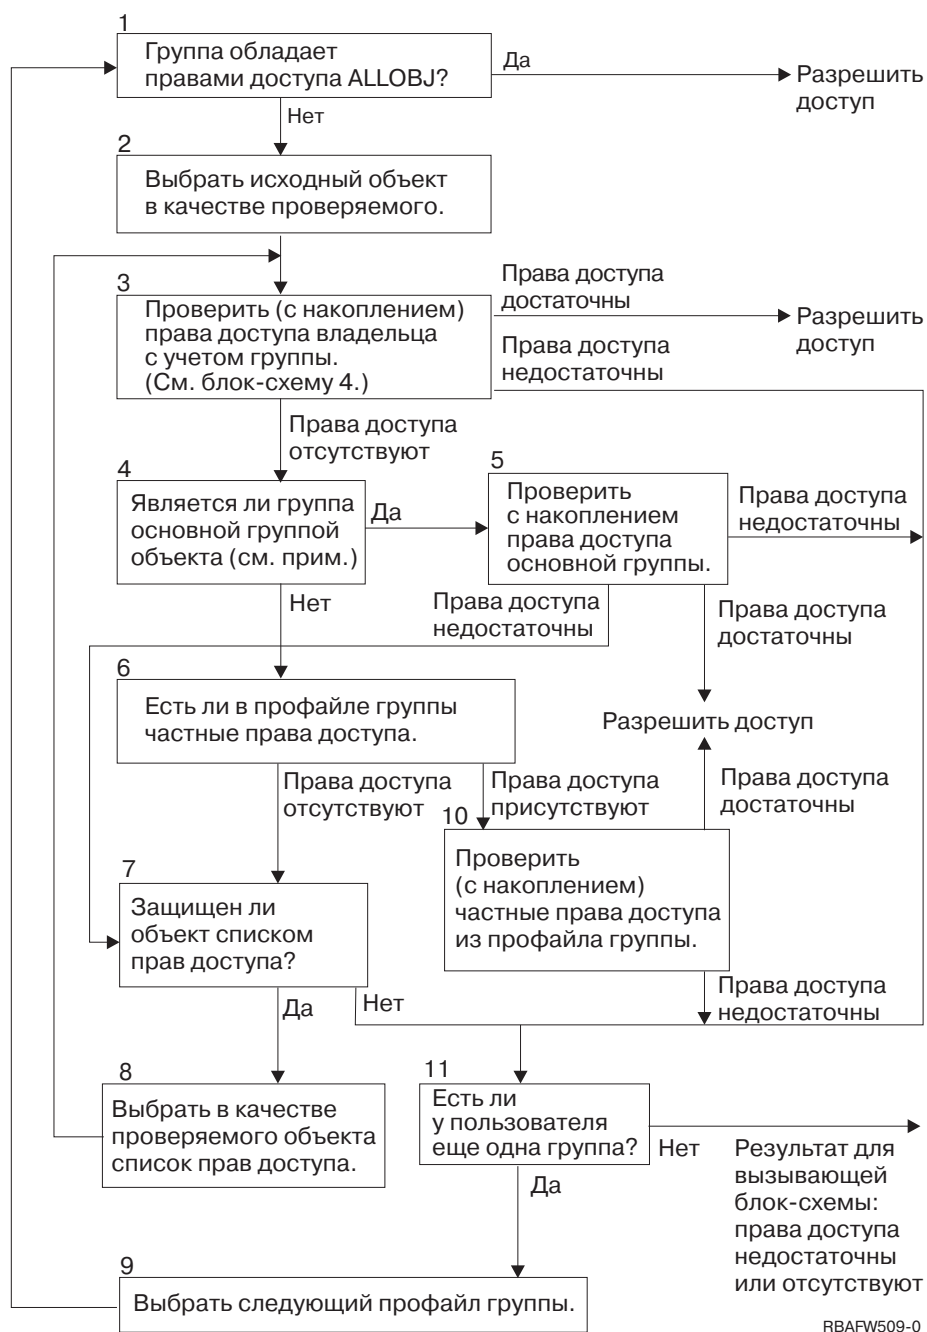 1
Группа обладает
правами доступа ALLOBJ?
Да
Разрешить
доступ
Нет
2
Выбрать исходный объект
в качестве проверяемого.
3
Проверить (с накоплением)
права доступа владельца
с учетом группы.
(См. блок-схему 4.)
Права доступа
достаточны
Разрешить
доступ
Права доступа
недостаточны
Права доступа
отсутствуют
4
Является ли группа
основной группой
объекта (см. прим.)
Да
5
Проверить
с накоплением
права доступа
основной группы.
Права доступа
недостаточны
Нет
Права доступа
недостаточны
Права доступа
достаточны
6
Есть ли в профайле группы
частные права доступа.
Разрешить доступ
Права доступа
отсутствуют
Права доступа
присутствуют
Права доступа
достаточны
10
Проверить
(с накоплением)
частные права доступа
из профайла группы.
7
Защищен ли
объект списком
прав доступа?
Права доступа
недостаточны
Да
Нет
8
Выбрать в качестве
проверяемого объекта
список прав доступа.
11
Есть ли
у пользователя
еще одна группа?
Нет
Результат для
вызывающей
блок-схемы:
права доступа
недостаточны
или отсутствуют
Да
9
Выбрать следующий профайл группы.
RBAFW509-0